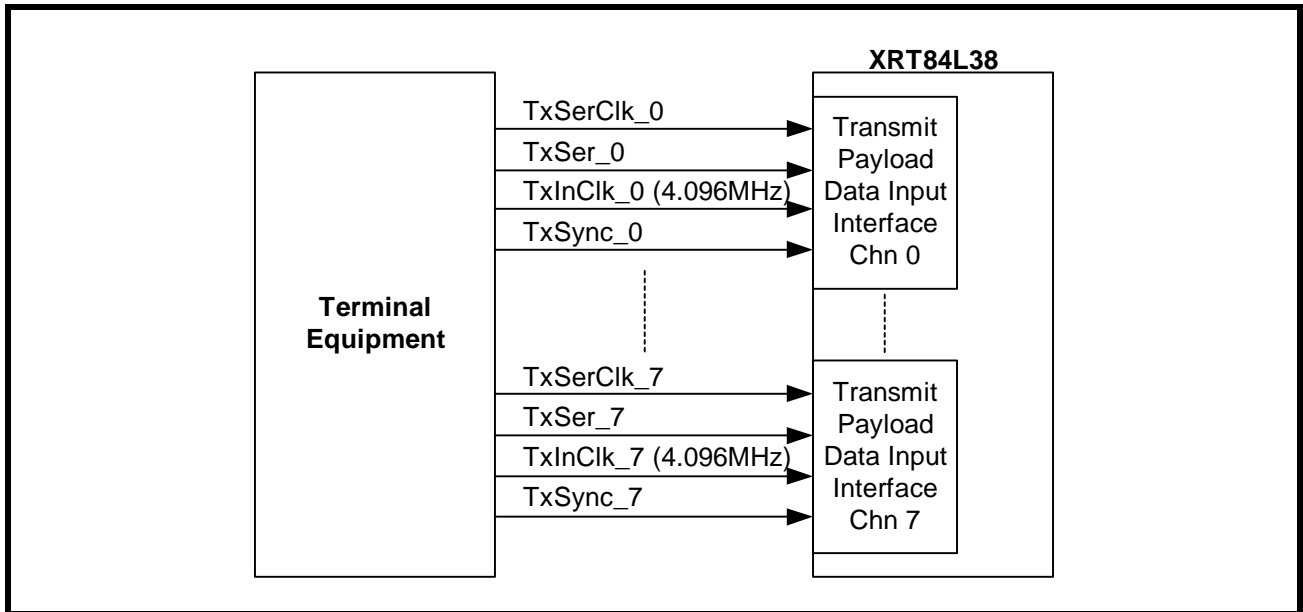 XRT84L38
TxSerClk_0
TxSer_0
TxInClk_0 (4.096MHz)
TxSync_0
Transmit
Payload
Data Input
Interface
Chn 0
Terminal
Equipment
TxSerClk_7
TxSer_7
TxInClk_7 (4.096MHz)
TxSync_7
Transmit
Payload
Data Input
Interface
Chn 7